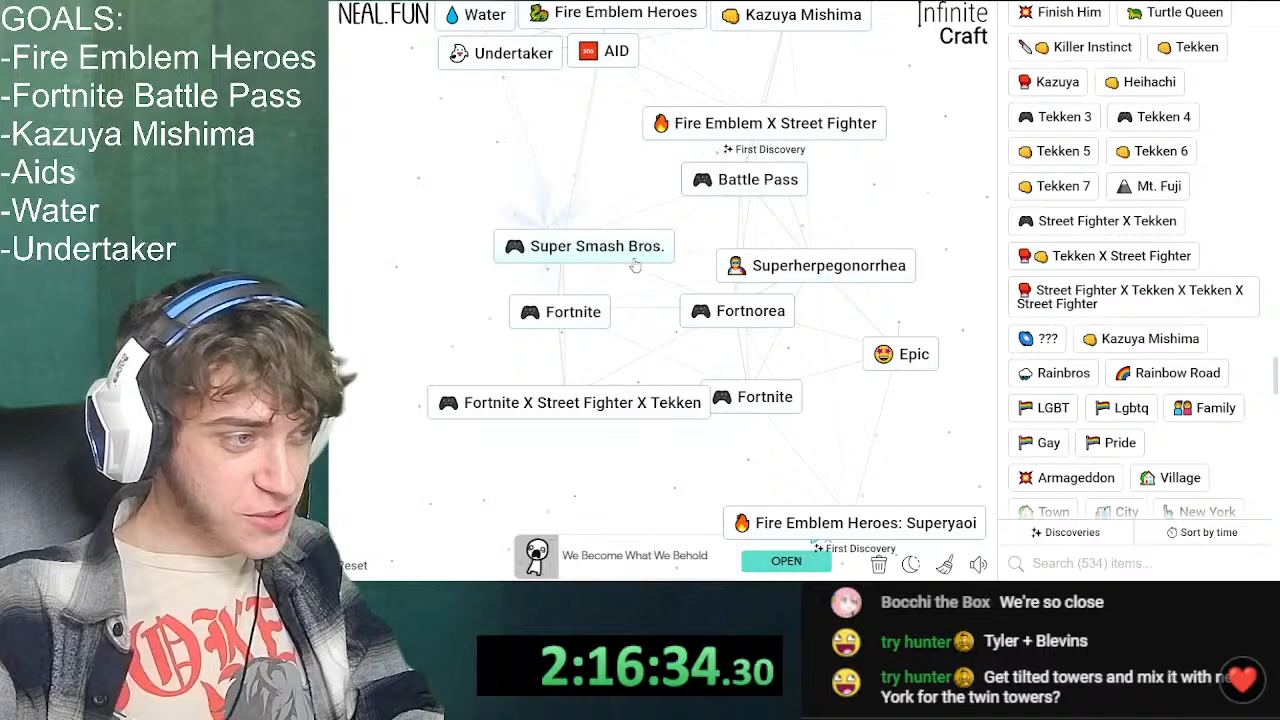 GOALS:
-Fire Emblem Heroes
-Fortnite Battle Pass
-Kazuya Mishima
-Aids
-Water
-Undertaker
NEAL.FUN
Water
Fire Emblem Heroes
Kazuya Mishima
Infinite
Craft
Undertaker
SOS AID
Fire Emblem X Street Fighter
First Discovery
Battle Pass
Super Smash Bros.
Superherpegonorrhea
Fortnite
Fortnorea
Epic
Fortnite X Street Fighter X Tekken
Fortnite
Fire Emblem Heroes: Superyaoi
First Discovery
We Become What We Behold
OPEN
eset
Finish Him
Turtle Queen
Killer Instinct
Tekken
Kazuya
Heihachi
Tekken 3
Tekken 4
Tekken 5
Tekken 6
Tekken 7
Mt. Fuji
Street Fighter X Tekken
Tekken X Street Fighter
Street Fighter X Tekken X Tekken X
Street Fighter
???
Kazuya Mishima
Rainbros
Rainbow Road
LGBT
Lgbtq
Family
Gay
Pride
Armageddon
Village
Town
City
New York
Discoveries
Sort by time
Search (534) items...
2:16:34.30
Bocchi the Box We're so close
try hunter Tyler + Blevins
try hunter Get tilted towers and mix it with
York for the twin towers?